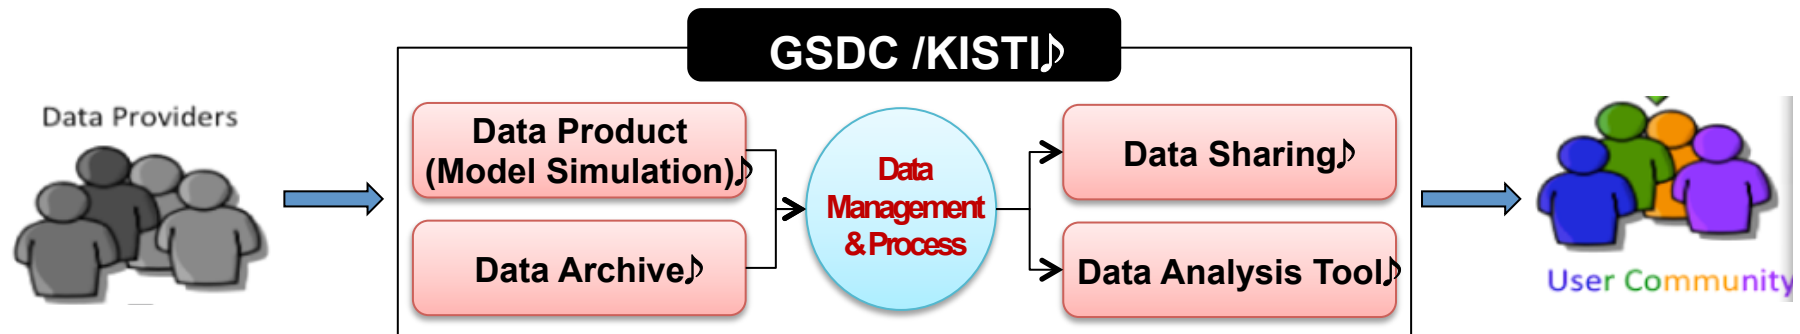 GSDC /KISTI♪
Data Providers
Data Product
(Model Simulation)♪
Data Archive♪
Data
Management
& Process
Data Sharing♪
Data Analysis Tool♪
User Community